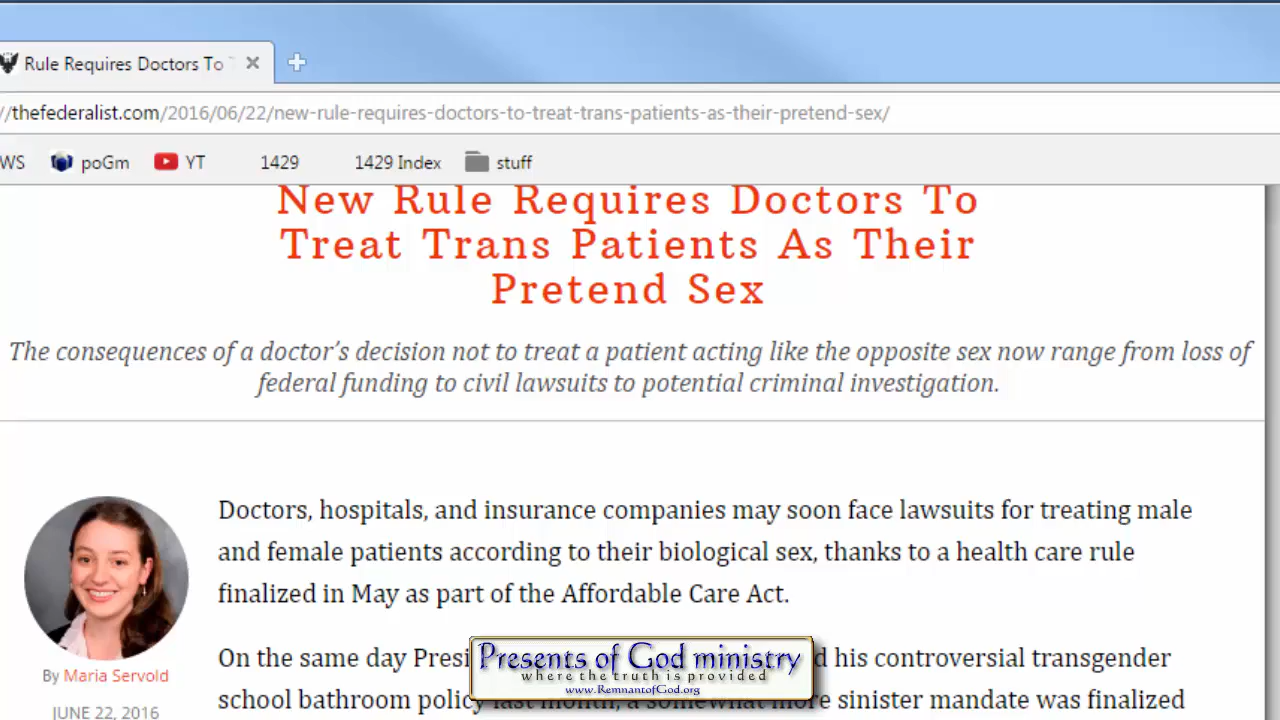 Rule Requires Doctors To
//thefederalist.com/2016/06/22/new-rule-requires-doctors-to-treat-trans-patients-as-their-pretend-sex/
WS poGm YT 1429 1429 Index stuff
New Rule Requires Doctors To
Treat Trans Patients As Their
Pretend Sex
The consequences of a doctor's decision not to treat a patient acting like the opposite sex now range from loss of
federal funding to civil lawsuits to potential criminal investigation.
Doctors, hospitals, and insurance companies may soon face lawsuits for treating male
and female patients according to their biological sex, thanks to a health care rule
finalized in May as part of the Affordable Care Act.
By Maria Servold
JUNE 22, 2016
On the same day Presi d his controversial transgender
school bathroom policy last month, a somewhat more sinister mandate was finalized
Presents of God ministry
where the truth is provided
www.RemnantofGod.org